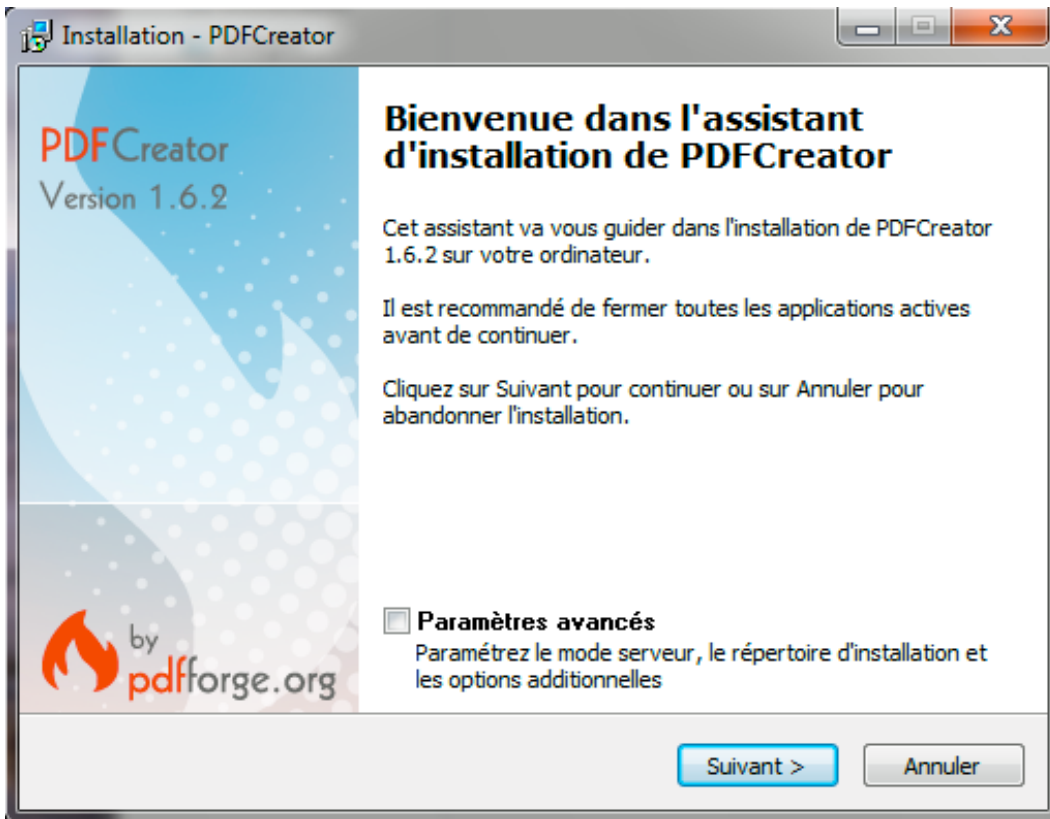 Installation - PDFCreator
PDFCreator
Version 1.6.2
Bienvenue dans l'assistant
d'installation de PDFCreator
Cet assistant va vous guider dans l'installation de PDFCreator
1.6.2 sur votre ordinateur.
Il est recommandé de fermer toutes les applications actives
avant de continuer.
Cliquez sur Suivant pour continuer ou sur Annuler pour
abandonner l'installation.
Paramètres avancés
Paramétrez le mode serveur, le répertoire d'installation et
les options additionnelles
by
pdfforge.org
Suivant >
Annuler